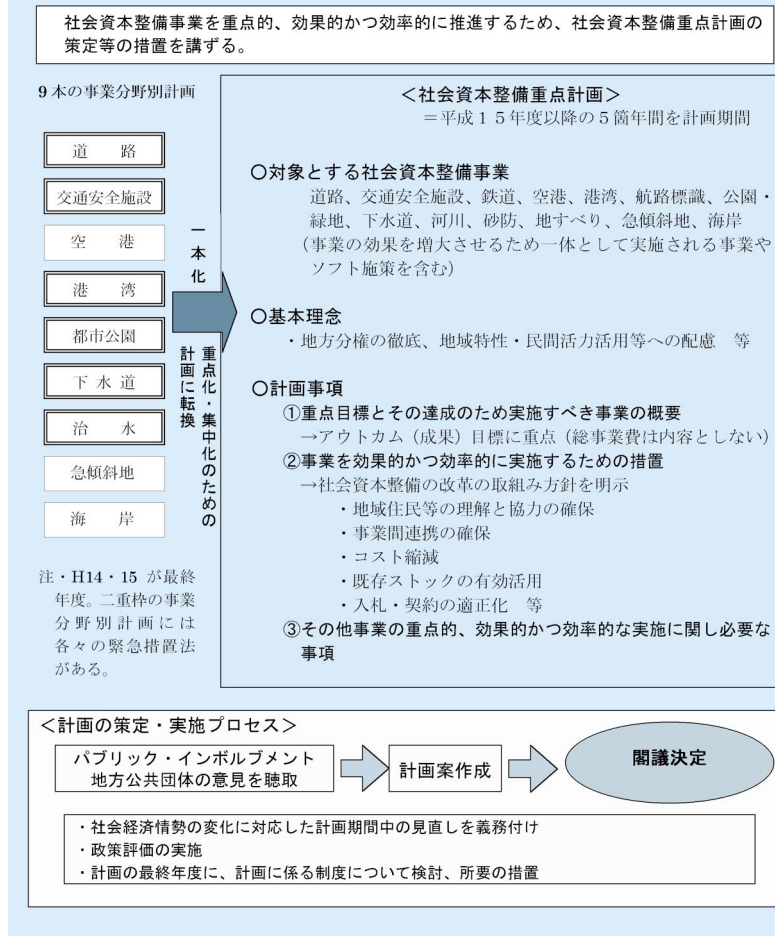 社会資本整備事業を重点的、効果的かつ効率的に推進するため、社会資本整備重点計画の
策定等の措置を講ずる。
9本の事業分野別計画
道　路
交通安全施設
空　港
港　湾
都市公園
下 水 道
治　水
急傾斜地
海　岸
注・H14・15 が最終
年度。二重枠の事業
分野別計画には
各々の緊急措置法
がある。
一本化
重点化・集中化のための
計画に転換
＜社会資本整備重点計画＞
＝平成１５年度以降の５箇年間を計画期間
〇対象とする社会資本整備事業
道路、交通安全施設、鉄道、空港、港湾、航路標識、公園・
緑地、下水道、河川、砂防、地すべり、急傾斜地、海岸
（事業の効果を増大させるため一体として実施される事業や
ソフト施策を含む）
〇基本理念
・地方分権の徹底、地域特性・民間活力活用等への配慮　等
〇計画事項
①重点目標とその達成のため実施すべき事業の概要
→アウトカム（成果）目標に重点（総事業費は内容としない）
②事業を効果的かつ効率的に実施するための措置
→社会資本整備の改革の取組み方針を明示
・地域住民等の理解と協力の確保
・事業間連携の確保
・コスト縮減
・既存ストックの有効活用
・入札・契約の適正化　等
③その他事業の重点的、効果的かつ効率的な実施に関し必要な
事項
＜計画の策定・実施プロセス＞
パブリック・インボルブメント
地方公共団体の意見を聴取
計画案作成
閣議決定
・社会経済情勢の変化に対応した計画期間中の見直しを義務付け
・政策評価の実施
・計画の最終年度に、計画に係る制度について検討、所要の措置